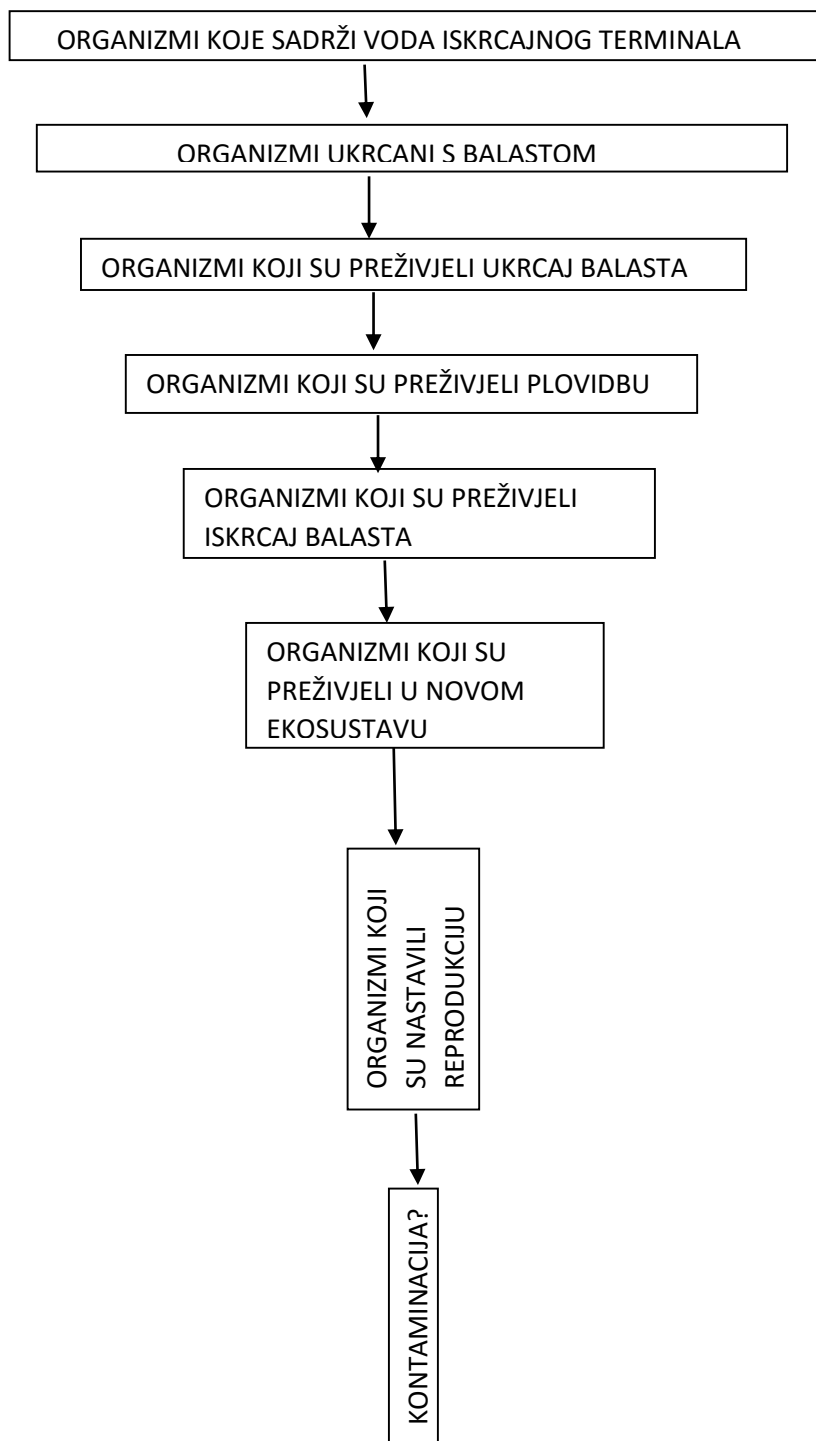 ORGANIZMI KOJE SADRŽI VODA ISKRCAJNOG TERMINALA
ORGANIZMI UKRCANI S BALASTOM
ORGANIZMI KOJI SU PREŽIVJELI UKRCAJ BALASTA
ORGANIZMI KOJI SU PREŽIVJELI PLOVIDBU
ORGANIZMI KOJI SU PREŽIVJELI
ISKRCAJ BALASTA
ORGANIZMI KOJI SU
PREŽIVJELI U NOVOM
EKOSUSTAVU
ORGANIZMI KOJI
SU NASTAVILI
REPRODUKCIJU
KONTAMINACIJA?